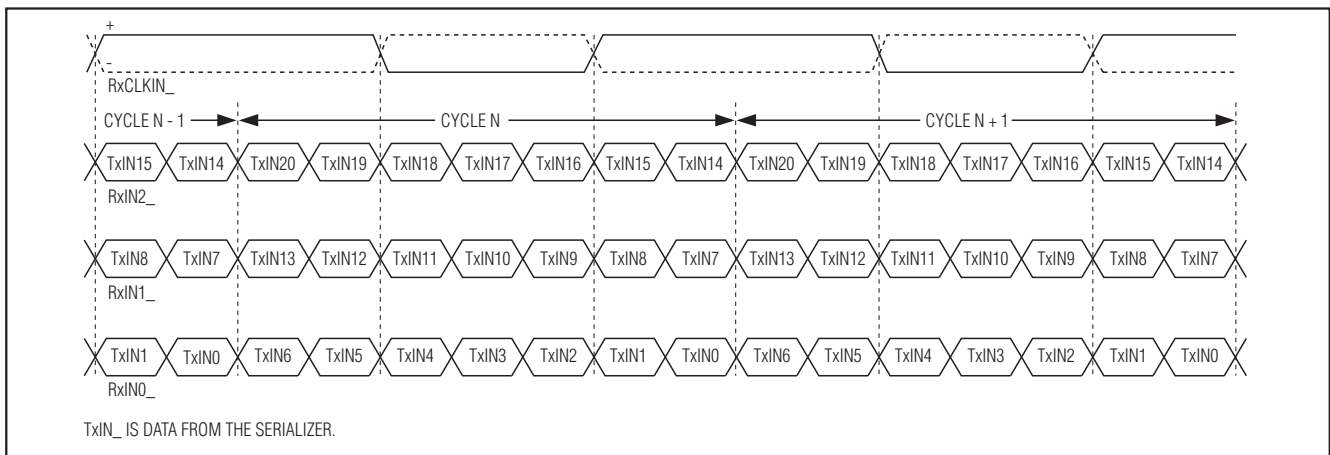 +
-
RxCLKIN_
CYCLE N - 1 CYCLE N CYCLE N + 1
TxIN15 TxIN14 TxIN20 TxIN19 TxIN18 TxIN17 TxIN16 TxIN15 TxIN14 TxIN20 TxIN19 TxIN18 TxIN17 TxIN16 TxIN15 TxIN14
RxIN2_
TxIN8 TxIN7 TxIN13 TxIN12 TxIN11 TxIN10 TxIN9 TxIN8 TxIN7 TxIN13 TxIN12 TxIN11 TxIN10 TxIN9 TxIN8 TxIN7
RxIN1_
TxIN1 TxIN0 TxIN6 TxIN5 TxIN4 TxIN3 TxIN2 TxIN1 TxIN0 TxIN6 TxIN5 TxIN4 TxIN3 TxIN2 TxIN1 TxIN0
RxIN0_
TxIN_ IS DATA FROM THE SERIALIZER.